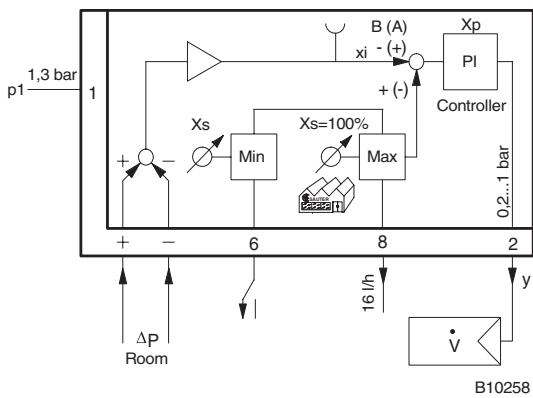 B (A)
Xp
1,3 bar
p1
1
xi
- (+)
PI
+ (-)
Controller
Xs
Xs=100%
Min
Max
+
−
SAUTER
0,2...1 bar
+
−
6
8
2
16 l/h
y
ΔP
Room
V̇
B10258